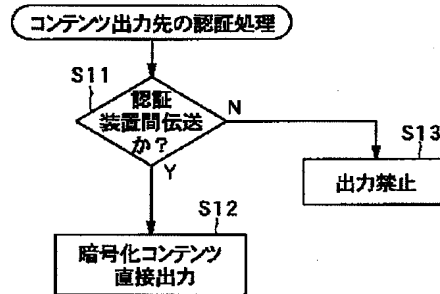 コンテンツ出力先の認証処理
S11
認証
装置間伝送
か?
N
Y
S13
出力禁止
S12
暗号化コンテンツ
直接出力